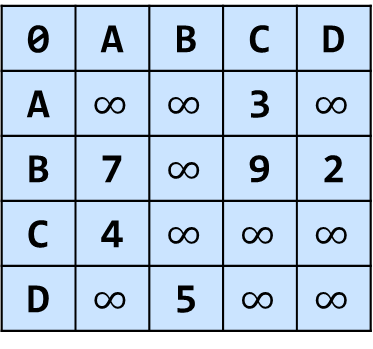 0 A B C D
A ∞ ∞ 3 ∞
B 7 ∞ 9 2
C 4 ∞ ∞ ∞
D ∞ 5 ∞ ∞